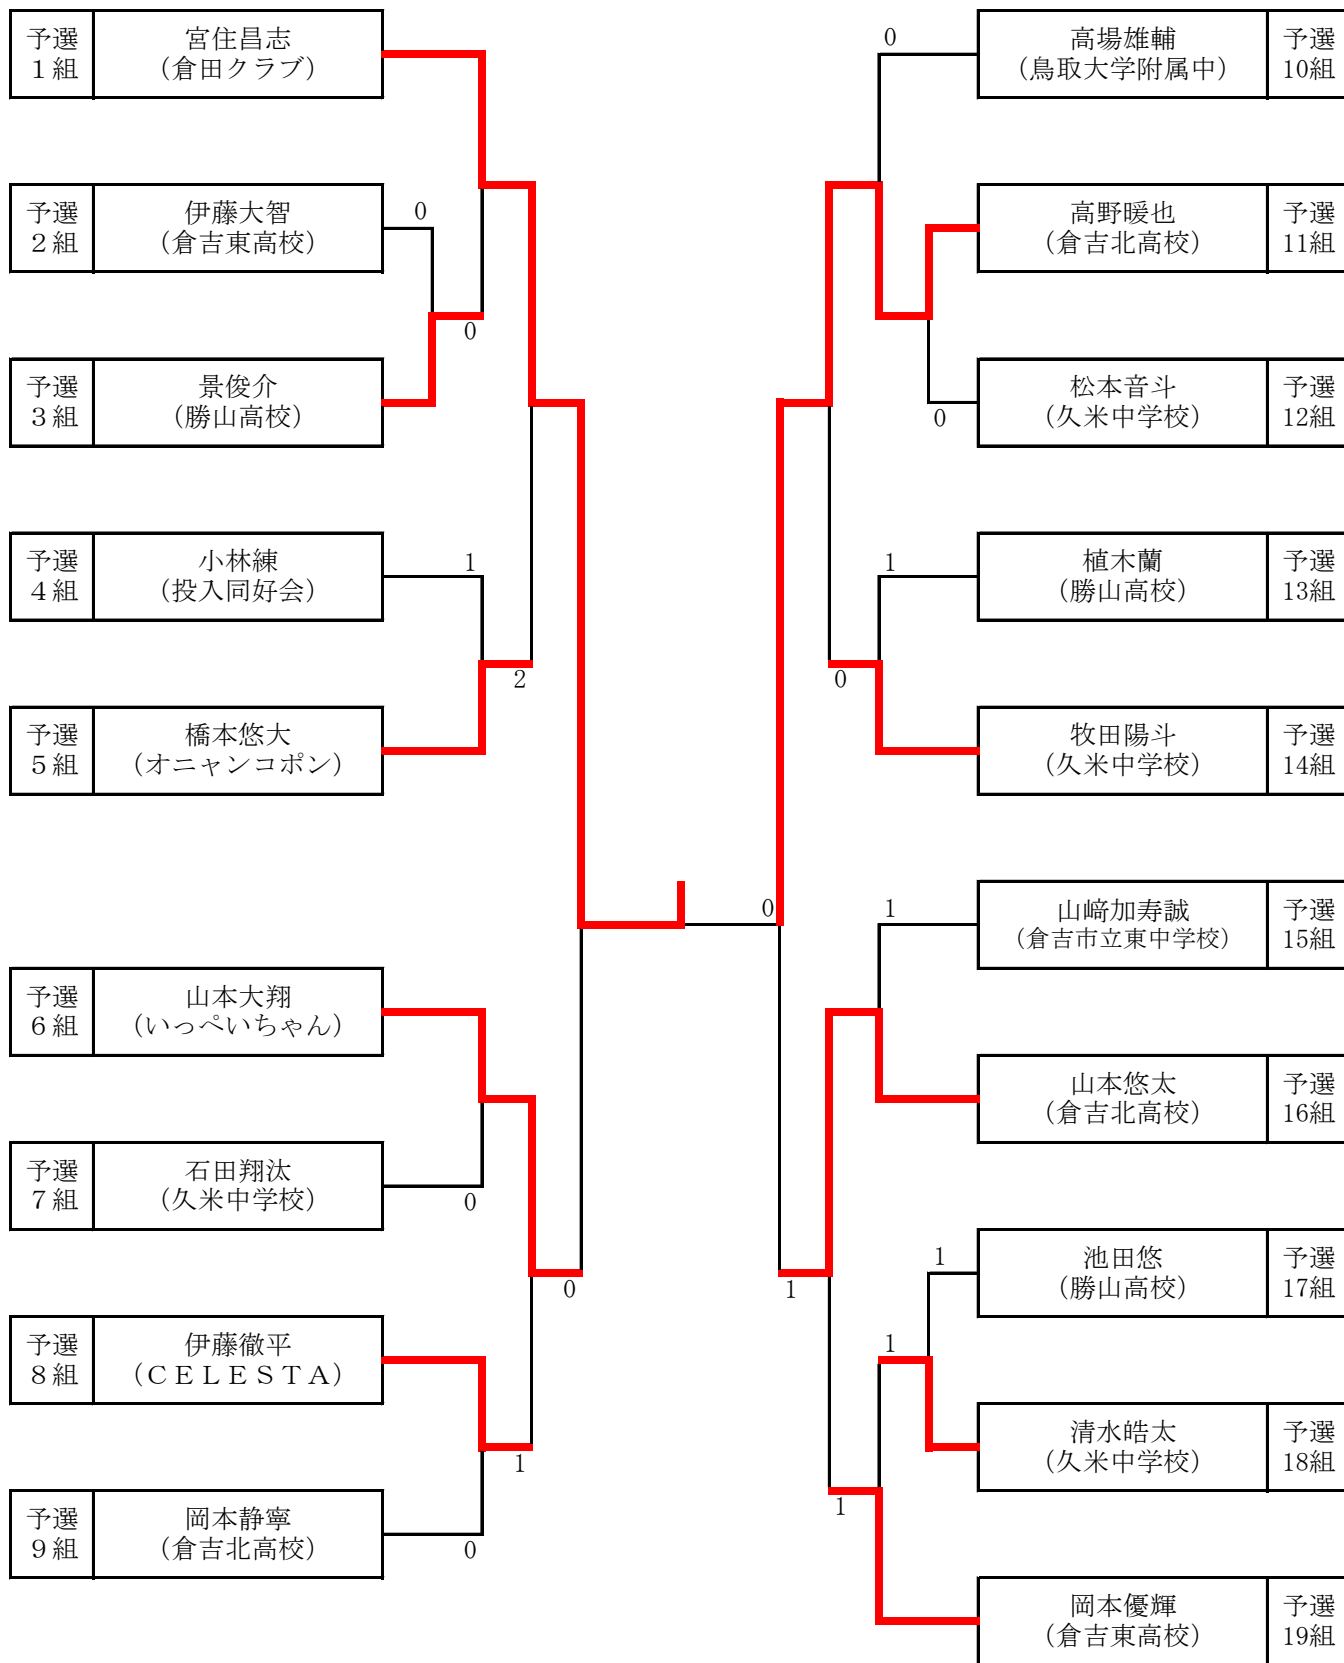 予選
1組
宮住昌志
(倉田クラブ)
予選
2組
伊藤大智
(倉吉東高校)
0
0
予選
3組
景俊介
(勝山高校)
予選
4組
小林練
(投入同好会)
1
2
予選
5組
橋本悠大
(オニャンコポン)
予選
6組
山本大翔
(いっぺいちゃん)
予選
7組
石田翔汰
(久米中学校)
0
0
予選
8組
伊藤徹平
(CELESTA)
1
予選
9組
岡本静寧
(倉吉北高校)
0
0
高場雄輔
(鳥取大学附属中)
予選
10組
高野暖也
(倉吉北高校)
予選
11組
松本音斗
(久米中学校)
予選
12組
0
1
植木蘭
(勝山高校)
予選
13組
0
牧田陽斗
(久米中学校)
予選
14組
0
1
山﨑加寿誠
(倉吉市立東中学校)
予選
15組
山本悠太
(倉吉北高校)
予選
16組
1
1
池田悠
(勝山高校)
予選
17組
1
清水皓太
(久米中学校)
予選
18組
1
岡本優輝
(倉吉東高校)
予選
19組